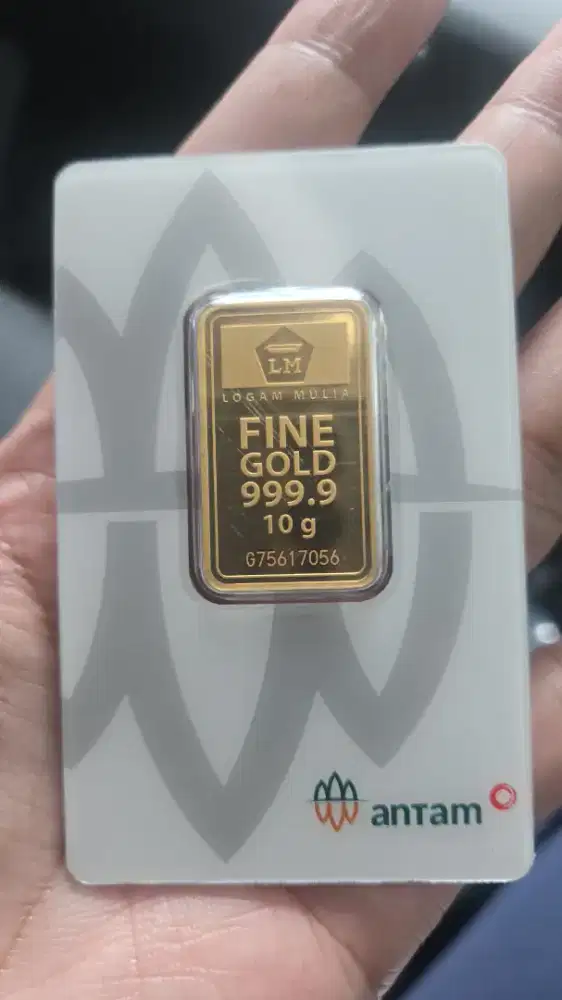 LM
LOGAM MULIA
FINE
GOLD
999.9
10 g
G75617056
antam